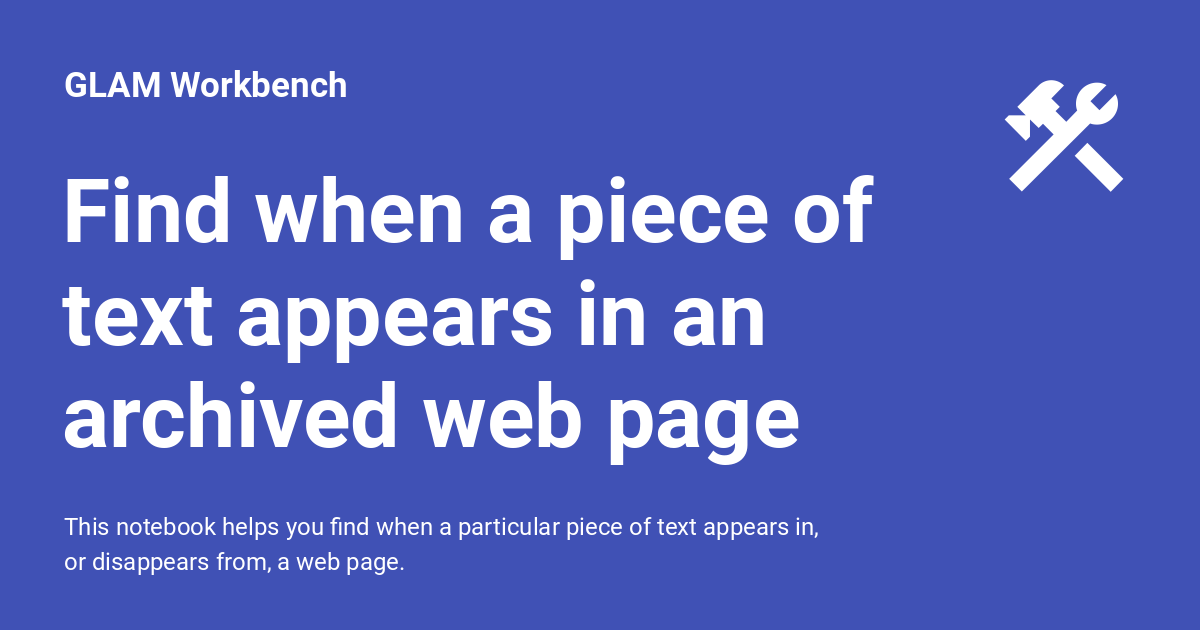 GLAM Workbench
Find when a piece of
text appears in an
archived web page
This notebook helps you find when a particular piece of text appears in,
or disappears from, a web page.